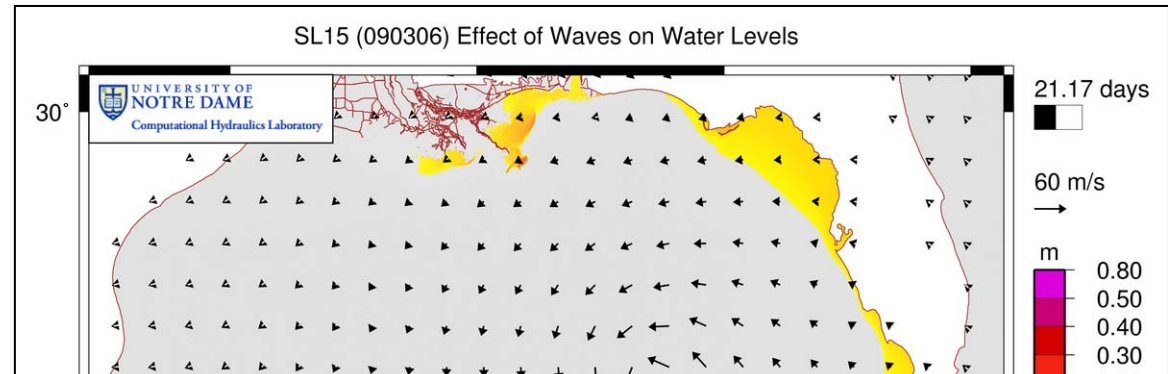 SL15 (090306) Effect of Waves on Water Levels
UNIVERSITY OF
NOTRE DAME
Computational Hydraulics Laboratory
30°
21.17 days
60 m/s
m
0.80
0.50
0.40
0.30